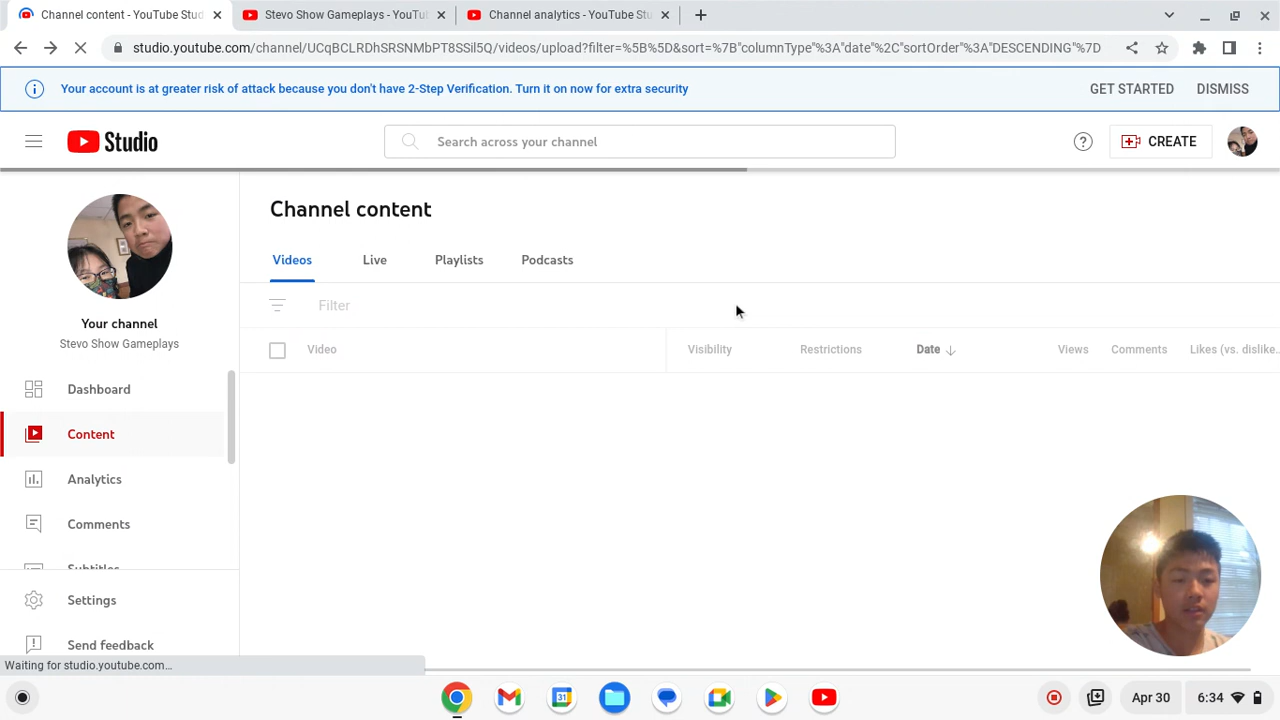 Channel content - YouTube Stud
Stevo Show Gameplays - YouTu
Channel analytics - YouTube Stu
studio.youtube.com/channel/UCqBCLRDhSRSNMbPT8SSil5Q/videos/upload?filter=%5B%5D&sort=%7B"columnType"%3A"date"%2C"sortOrder"%3A"DESCENDING"%7D
Your account is at greater risk of attack because you don't have 2-Step Verification. Turn it on now for extra security
GET STARTED
DISMISS
Studio
Search across your channel
CREATE
Channel content
Videos
Live
Playlists
Podcasts
Filter
Video
Visibility
Restrictions
Date
Views
Comments
Likes (vs. dislike...
Your channel
Stevo Show Gameplays
Dashboard
Content
Analytics
Comments
Subtitles
Settings
Send feedback
Waiting for studio.youtube.com...
31
Apr 30
6:34